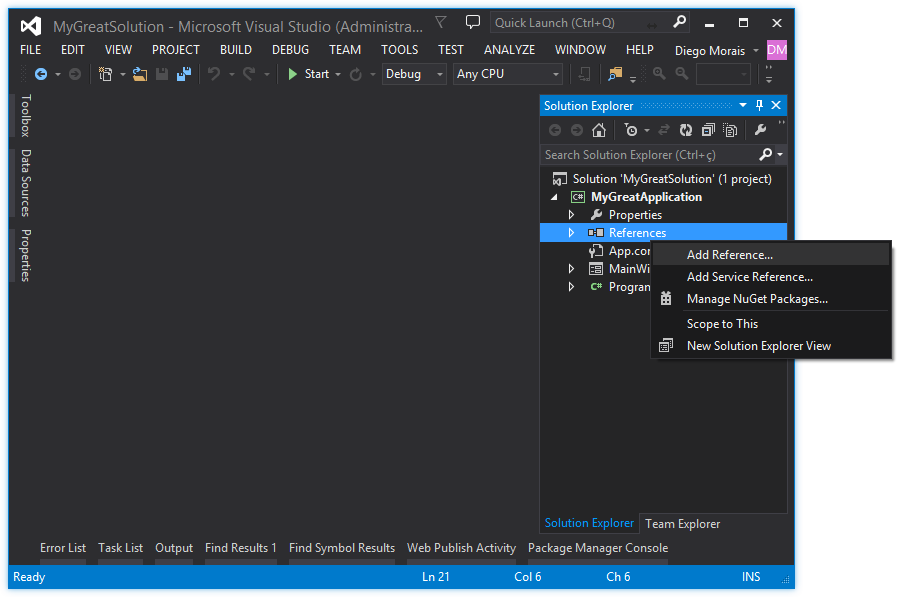 MyGreatSolution - Microsoft Visual Studio (Administra...
Quick Launch (Ctrl+Q)
FILE EDIT VIEW PROJECT BUILD DEBUG TEAM TOOLS TEST ANALYZE WINDOW HELP Diego Morais DM
Start Debug Any CPU
Toolbox
Data Sources
Properties
Solution Explorer
Search Solution Explorer (Ctrl+ç)
Solution 'MyGreatSolution' (1 project)
C# MyGreatApplication
Properties
References
App.con
MainWi
C# Program
Add Reference...
Add Service Reference...
Manage NuGet Packages...
Scope to This
New Solution Explorer View
Solution Explorer Team Explorer
Error List Task List Output Find Results 1 Find Symbol Results Web Publish Activity Package Manager Console
Ready Ln 21 Col 6 Ch 6 INS